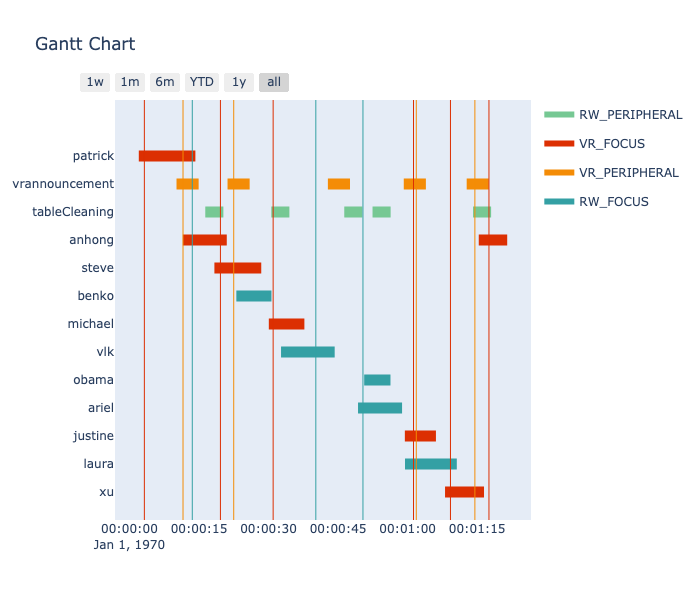 Gantt Chart
1w 1m 6m YTD 1y all
RW_PERIPHERAL
VR_FOCUS
VR_PERIPHERAL
RW_FOCUS
patrick
vrannouncement
tableCleaning
anhong
steve
benko
michael
vlk
obama
ariel
justine
laura
xu
00:00:00 00:00:15 00:00:30 00:00:45 00:01:00 00:01:15
Jan 1, 1970